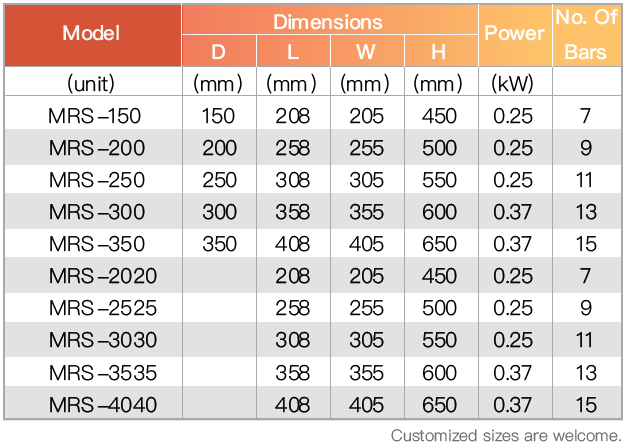 Model Dimensions Power No. Of Bars
D L W H
(unit) (mm) (mm) (mm) (mm) (kW)
MRS-150 150 208 205 450 0.25 7
MRS-200 200 258 255 500 0.25 9
MRS-250 250 308 305 550 0.25 11
MRS-300 300 358 355 600 0.37 13
MRS-350 350 408 405 650 0.37 15
MRS-2020 208 205 450 0.25 7
MRS-2525 258 255 500 0.25 9
MRS-3030 308 305 550 0.25 11
MRS-3535 358 355 600 0.37 13
MRS-4040 408 405 650 0.37 15
Customized sizes are welcome.